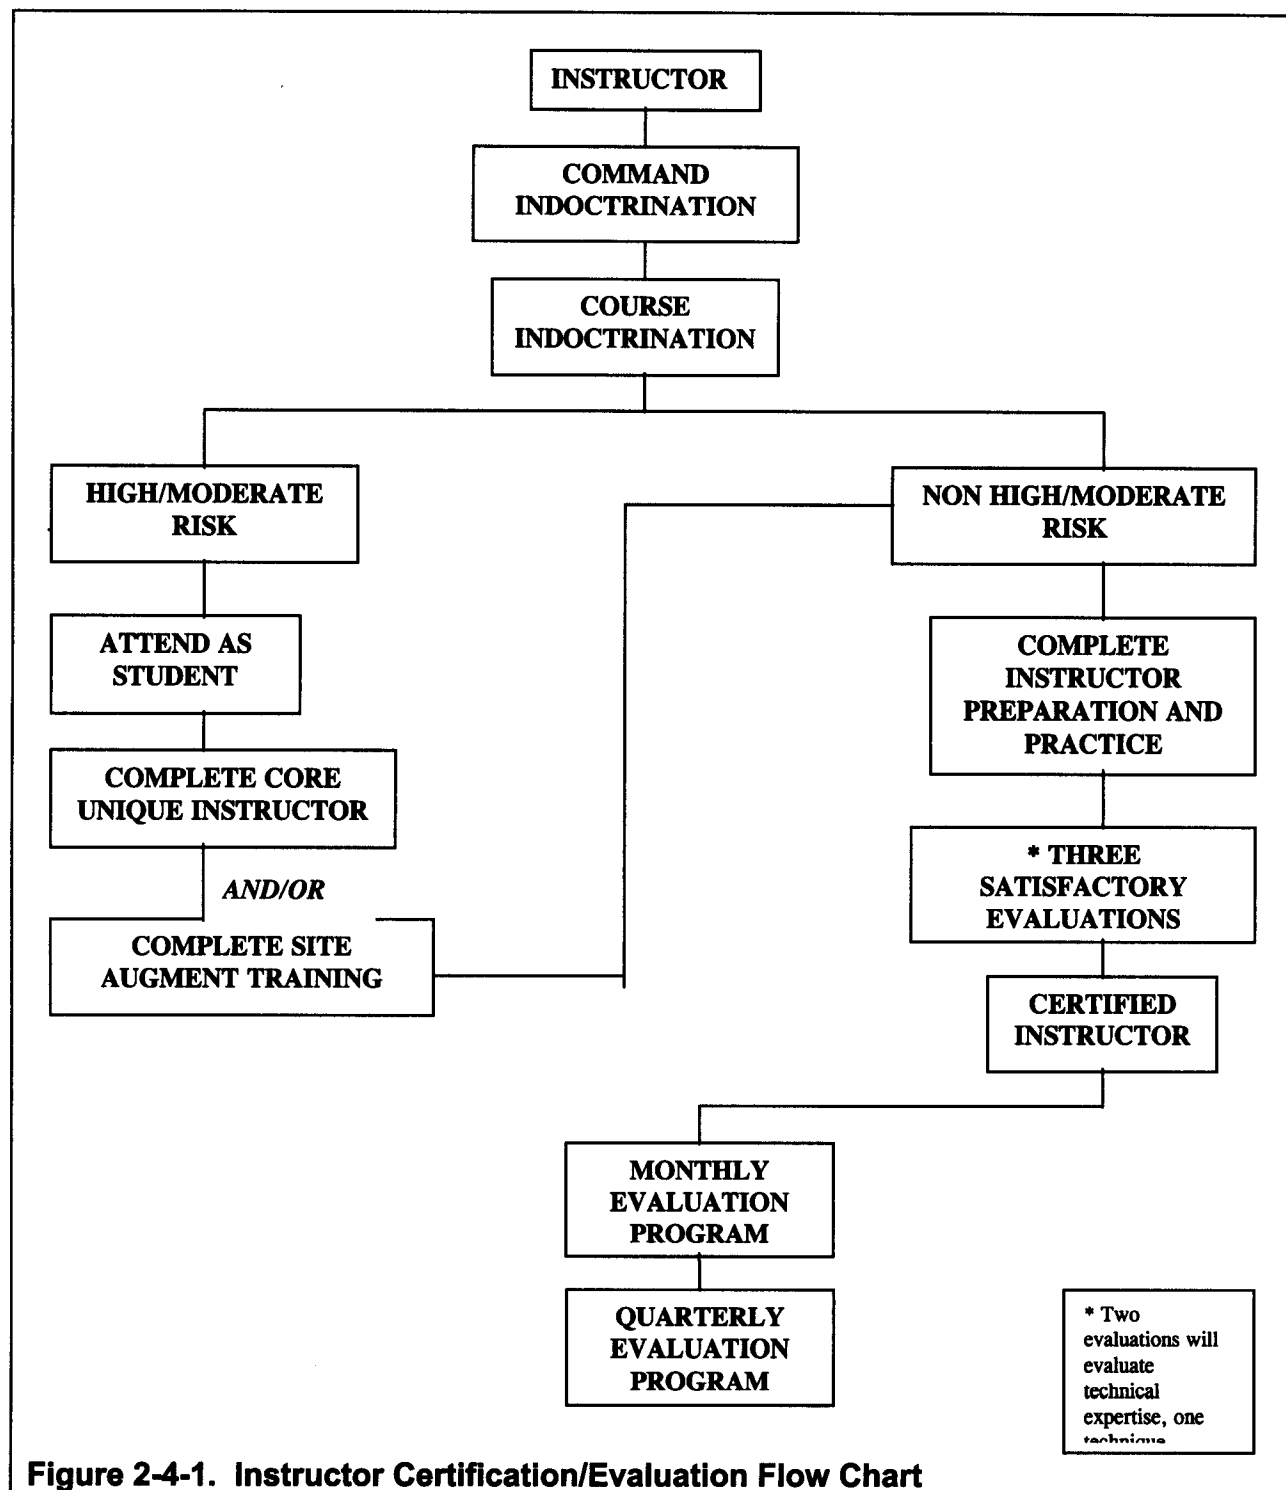 INSTRUCTOR
COMMAND
INDOCTRINATION
COURSE
INDOCTRINATION
HIGH/MODERATE
RISK
ATTEND AS
STUDENT
COMPLETE CORE
UNIQUE INSTRUCTOR
AND/OR
COMPLETE SITE
AUGMENT TRAINING
NON HIGH/MODERATE
RISK
COMPLETE
INSTRUCTOR
PREPARATION AND
PRACTICE
* THREE
SATISFACTORY
EVALUATIONS
CERTIFIED
INSTRUCTOR
MONTHLY
EVALUATION
PROGRAM
QUARTERLY
EVALUATION
PROGRAM
* Two
evaluations will
evaluate
technical
expertise, one
technique
Figure 2-4-1. Instructor Certification/Evaluation Flow Chart